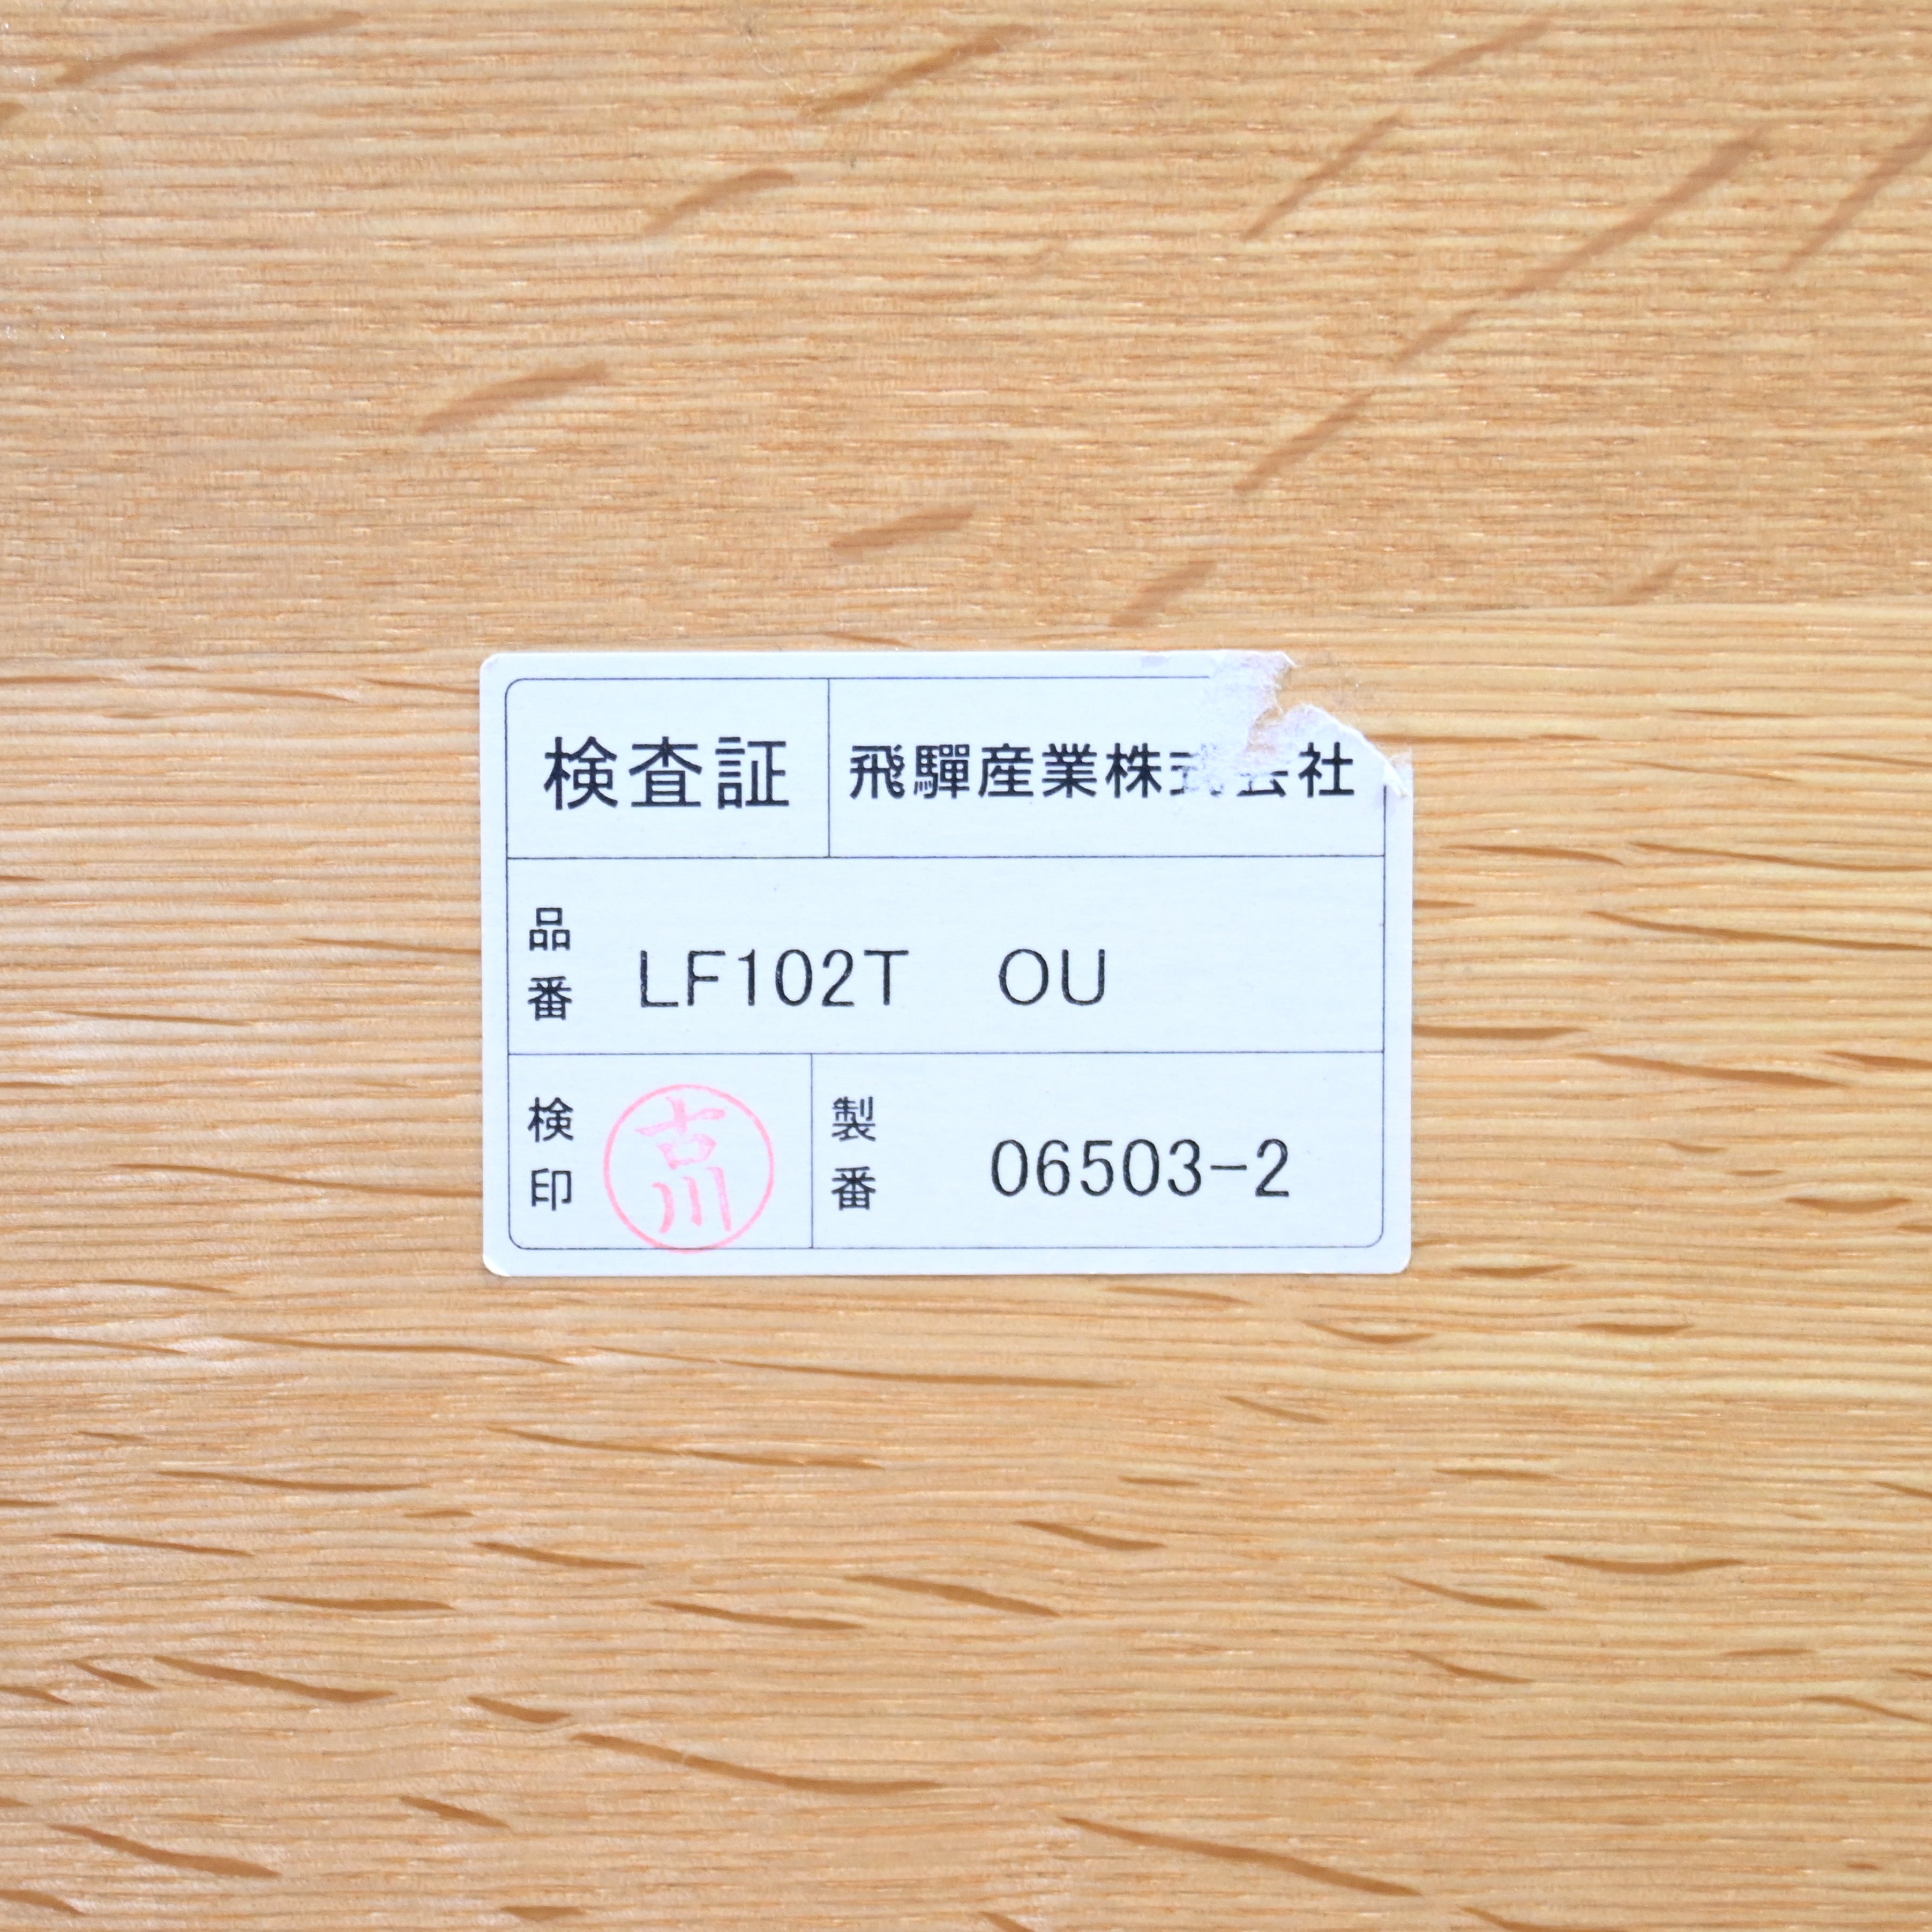 検査証
飛驒産業株式会社
品番
LF102T OU
検印
古川
製番
06503-2